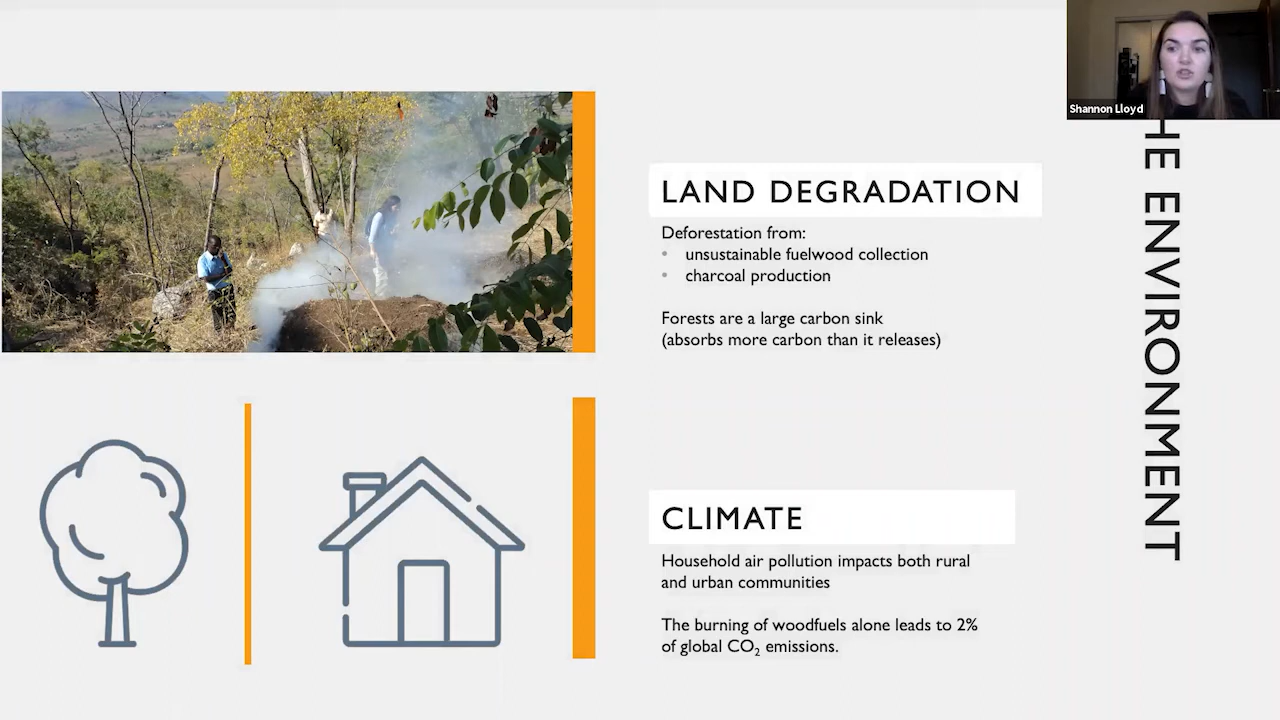 Shannon Lloyd
LAND DEGRADATION
Deforestation from:
• unsustainable fuelwood collection
• charcoal production
Forests are a large carbon sink
(absorbs more carbon than it releases)
CLIMATE
Household air pollution impacts both rural
and urban communities
The burning of woodfuels alone leads to 2%
of global CO₂ emissions.
HE ENVIRONMENT